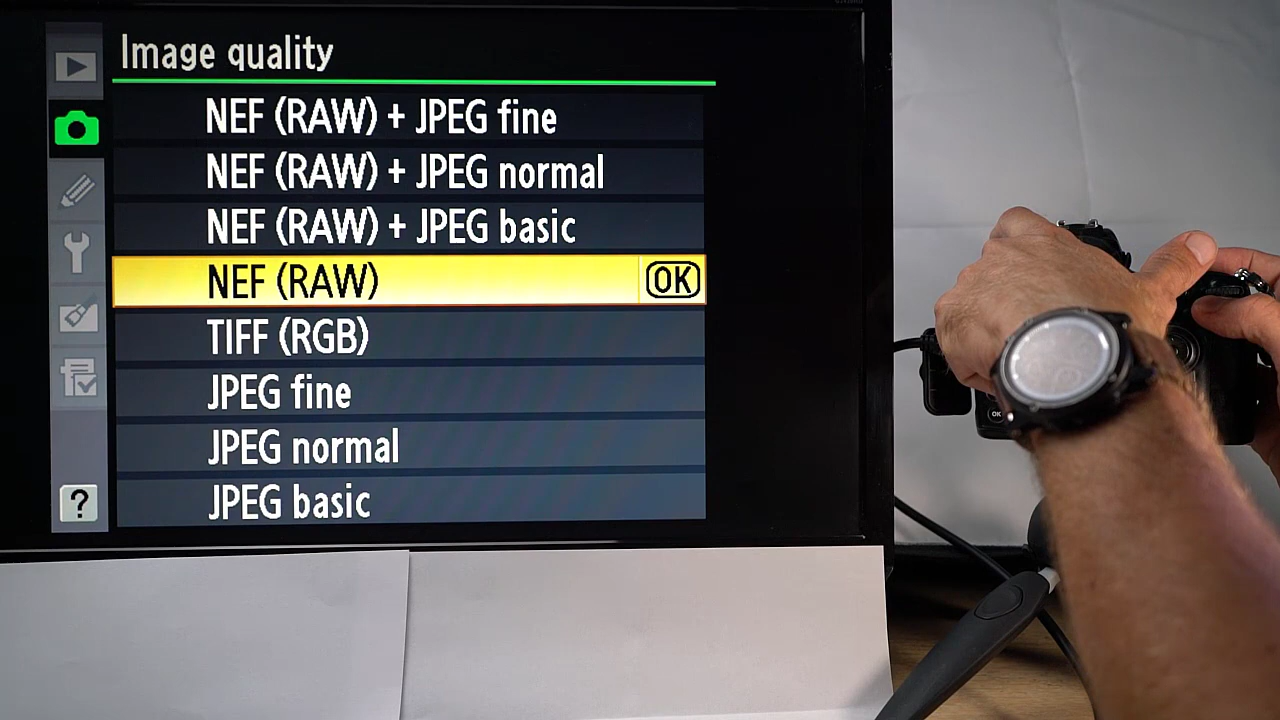 Image quality
NEF (RAW) + JPEG fine
NEF (RAW) + JPEG normal
NEF (RAW) + JPEG basic
NEF (RAW) OK
TIFF (RGB)
JPEG fine
JPEG normal
JPEG basic
?
OK